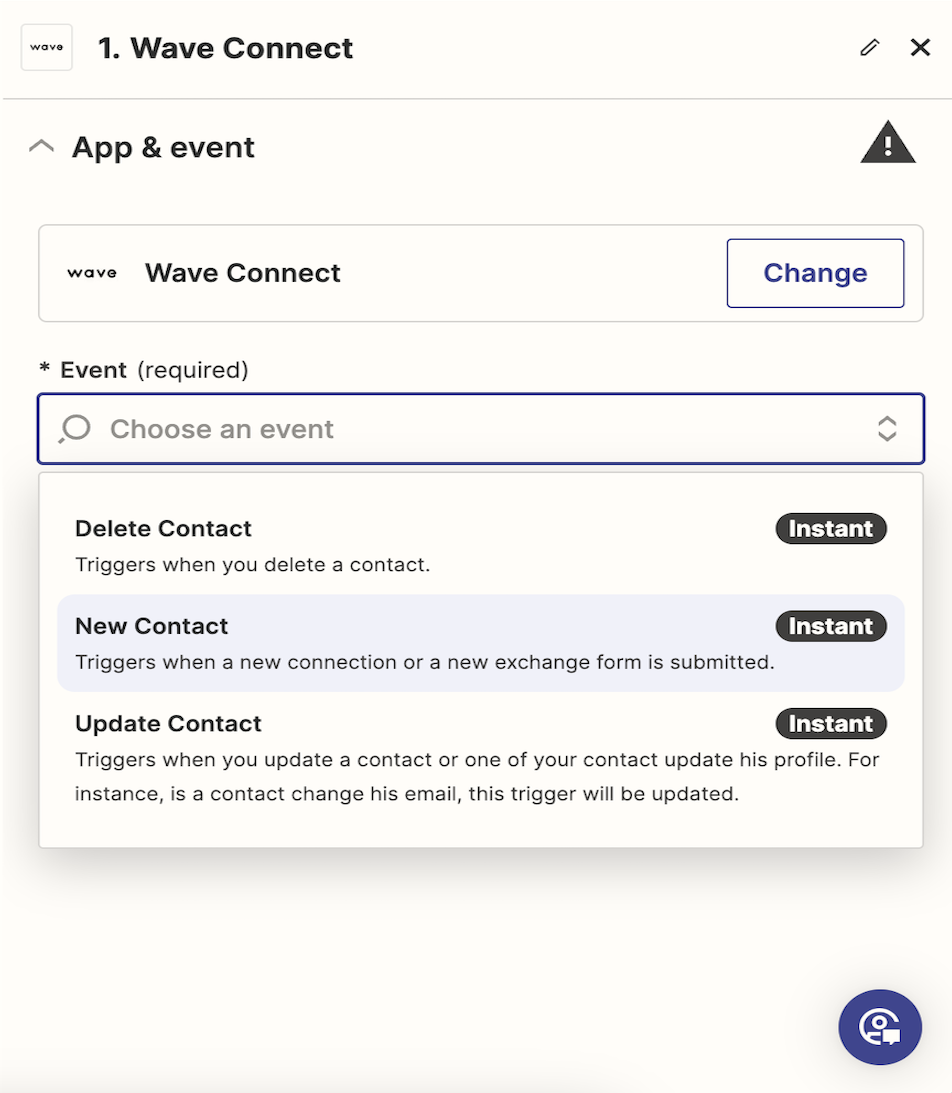 wave
1. Wave Connect
App & event
wave
Wave Connect
Change
* Event (required)
Choose an event
Delete Contact
Instant
Triggers when you delete a contact.
New Contact
Instant
Triggers when a new connection or a new exchange form is submitted.
Update Contact
Instant
Triggers when you update a contact or one of your contact update his profile. For
instance, is a contact change his email, this trigger will be updated.